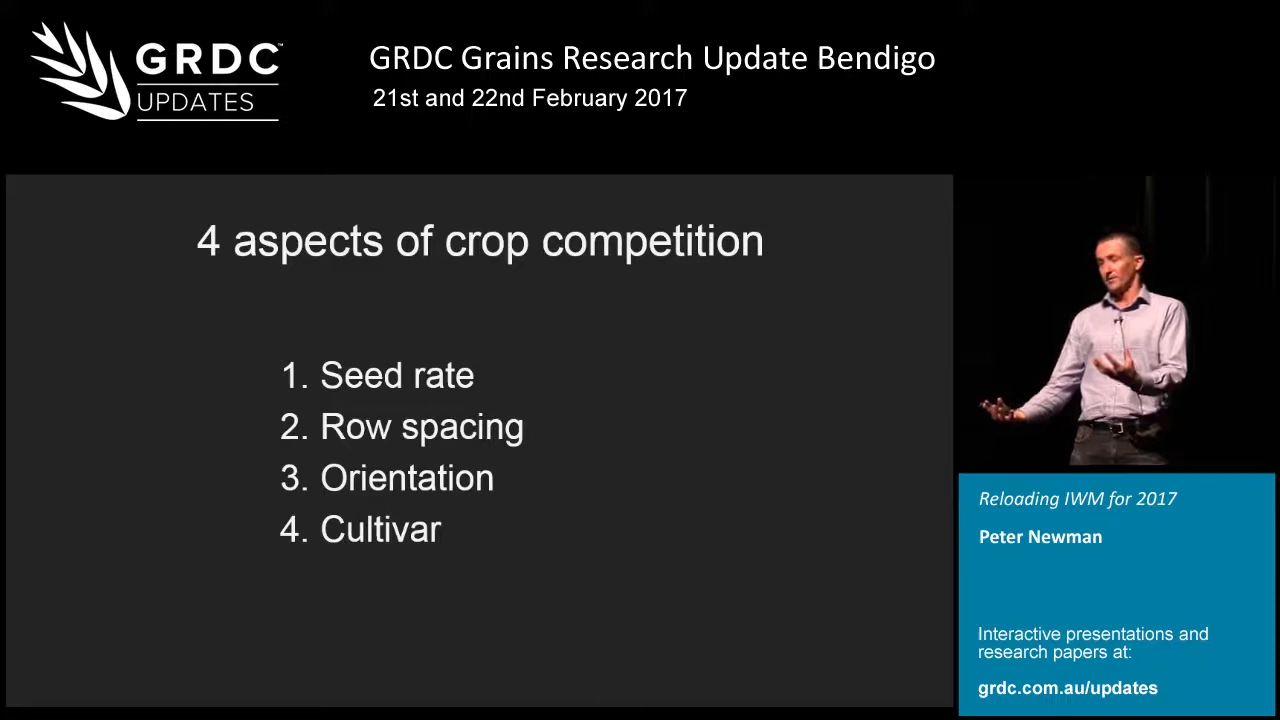 GRDC™
UPDATES
GRDC Grains Research Update Bendigo
21st and 22nd February 2017
4 aspects of crop competition
1. Seed rate
2. Row spacing
3. Orientation
4. Cultivar
Reloading IWM for 2017
Peter Newman
Interactive presentations and
research papers at:
grdc.com.au/updates